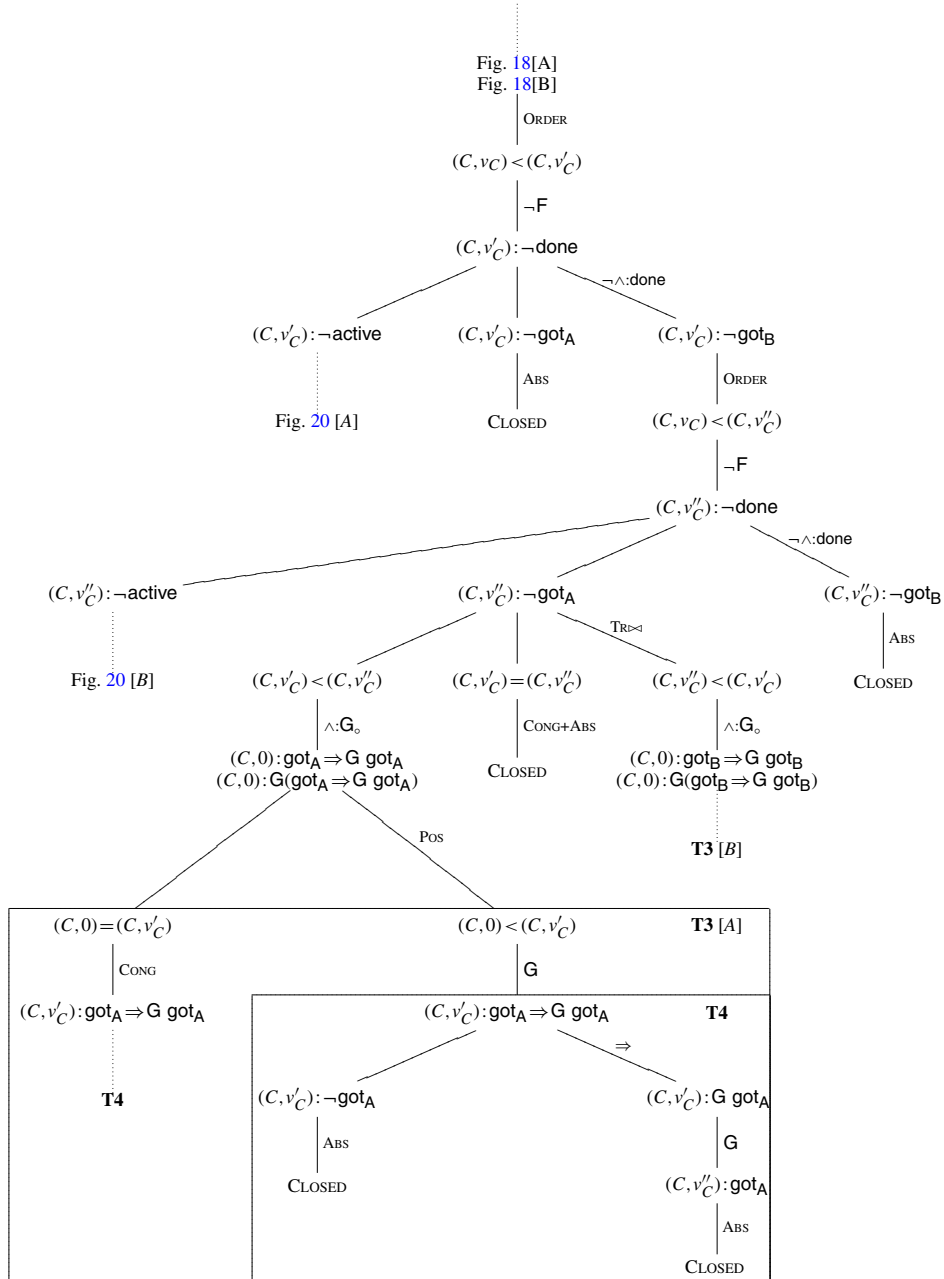 Fig. 18[A]
Fig. 18[B]
ORDER
(C, v_C) < (C, v′_C)
¬F
(C, v′_C) : ¬done
¬∧:done
(C, v′_C) : ¬active (C, v′_C) : ¬got_A (C, v′_C) : ¬got_B
ABS ORDER
Fig. 20 [A] CLOSED (C, v_C) < (C, v″_C)
¬F
(C, v″_C) : ¬done
¬∧:done
(C, v″_C) : ¬active (C, v″_C) : ¬got_A (C, v″_C) : ¬got_B
TR⋈ ABS
Fig. 20 [B] (C, v′_C) < (C, v″_C) (C, v′_C) = (C, v″_C) (C, v″_C) < (C, v′_C) CLOSED
∧:G∘ CONG+ABS ∧:G∘
(C, 0) : got_A ⇒ G got_A CLOSED (C, 0) : got_B ⇒ G got_B
(C, 0) : G(got_A ⇒ G got_A) (C, 0) : G(got_B ⇒ G got_B)
POS
T3 [B]
(C, 0) = (C, v′_C) (C, 0) < (C, v′_C) T3 [A]
CONG G
(C, v′_C) : got_A ⇒ G got_A (C, v′_C) : got_A ⇒ G got_A T4
⇒
T4 (C, v′_C) : ¬got_A (C, v′_C) : G got_A
ABS G
CLOSED (C, v″_C) : got_A
ABS
CLOSED